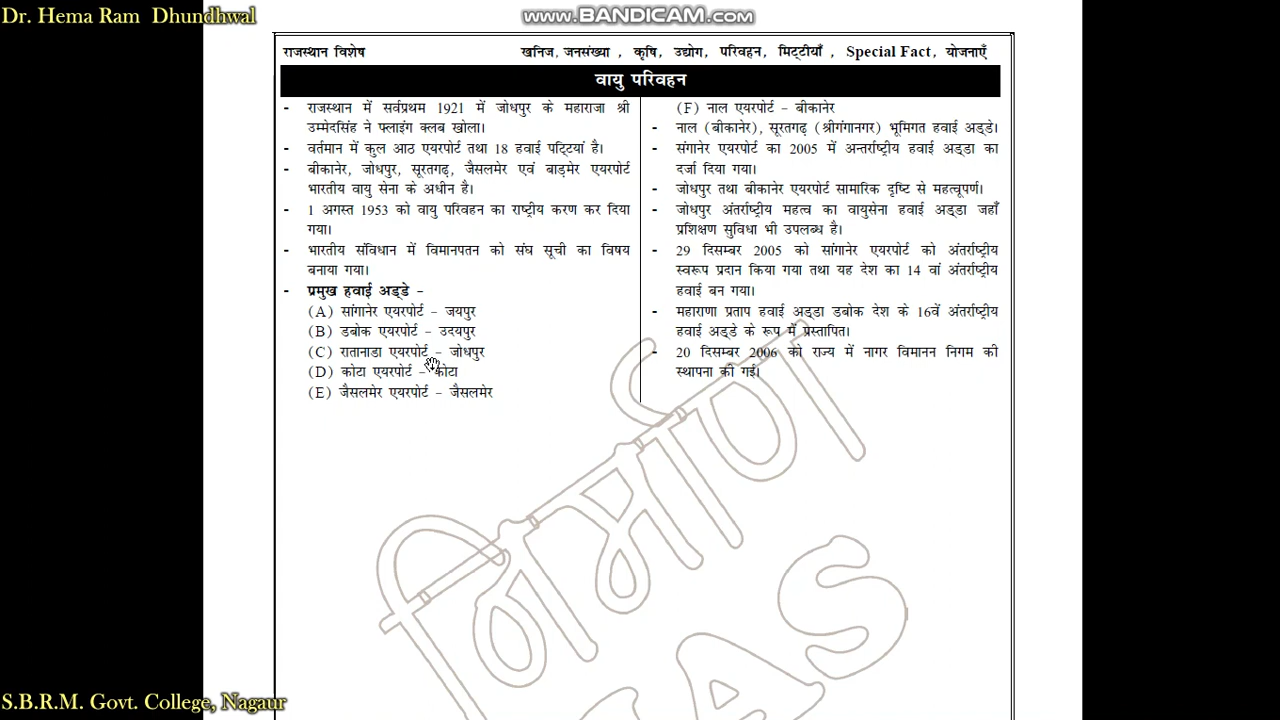 Dr. Hema Ram Dhundhwal
www.BANDICAM.com
राजस्थान विशेष
खनिज, जनसंख्या , कृषि, उद्योग, परिवहन, मिट्टीयाँ , Special Fact, योजनाएँ
वायु परिवहन
- राजस्थान में सर्वप्रथम 1921 में जोधपुर के महाराजा श्री
उम्मेदसिंह ने फ्लाइंग क्लब खोला।
- वर्तमान में कुल आठ एयरपोर्ट तथा 18 हवाई पट्टियां है।
- बीकानेर, जोधपुर, सूरतगढ़, जैसलमेर एवं बाड़मेर एयरपोर्ट
भारतीय वायु सेना के अधीन है।
- 1 अगस्त 1953 को वायु परिवहन का राष्ट्रीय करण कर दिया
गया।
- भारतीय संविधान में विमानपतन को संघ सूची का विषय
बनाया गया।
- प्रमुख हवाई अड्डे -
(A) सांगानेर एयरपोर्ट - जयपुर
(B) डबोक एयरपोर्ट - उदयपुर
(C) रातानाडा एयरपोर्ट - जोधपुर
(D) कोटा एयरपोर्ट - कोटा
(E) जैसलमेर एयरपोर्ट - जैसलमेर
(F) नाल एयरपोर्ट - बीकानेर
- नाल (बीकानेर), सूरतगढ़ (श्रीगंगानगर) भूमिगत हवाई अड्डे।
- संगानेर एयरपोर्ट का 2005 में अन्तर्राष्ट्रीय हवाई अड्डा का
दर्जा दिया गया।
- जोधपुर तथा बीकानेर एयरपोर्ट सामारिक दृष्टि से महत्वपूर्ण।
- जोधपुर अंतर्राष्ट्रीय महत्व का वायुसेना हवाई अड्डा जहाँ
प्रशिक्षण सुविधा भी उपलब्ध है।
- 29 दिसम्बर 2005 को सांगानेर एयरपोर्ट को अंतर्राष्ट्रीय
स्वरूप प्रदान किया गया तथा यह देश का 14 वां अंतर्राष्ट्रीय
हवाई बन गया।
- महाराणा प्रताप हवाई अड्डा डबोक देश के 16वें अंतर्राष्ट्रीय
हवाई अड्डे के रूप में प्रस्तापित।
- 20 दिसम्बर 2006 को राज्य में नागर विमानन निगम की
स्थापना की गई।
निर्माण
AS
S.B.R.M. Govt. College, Nagaur